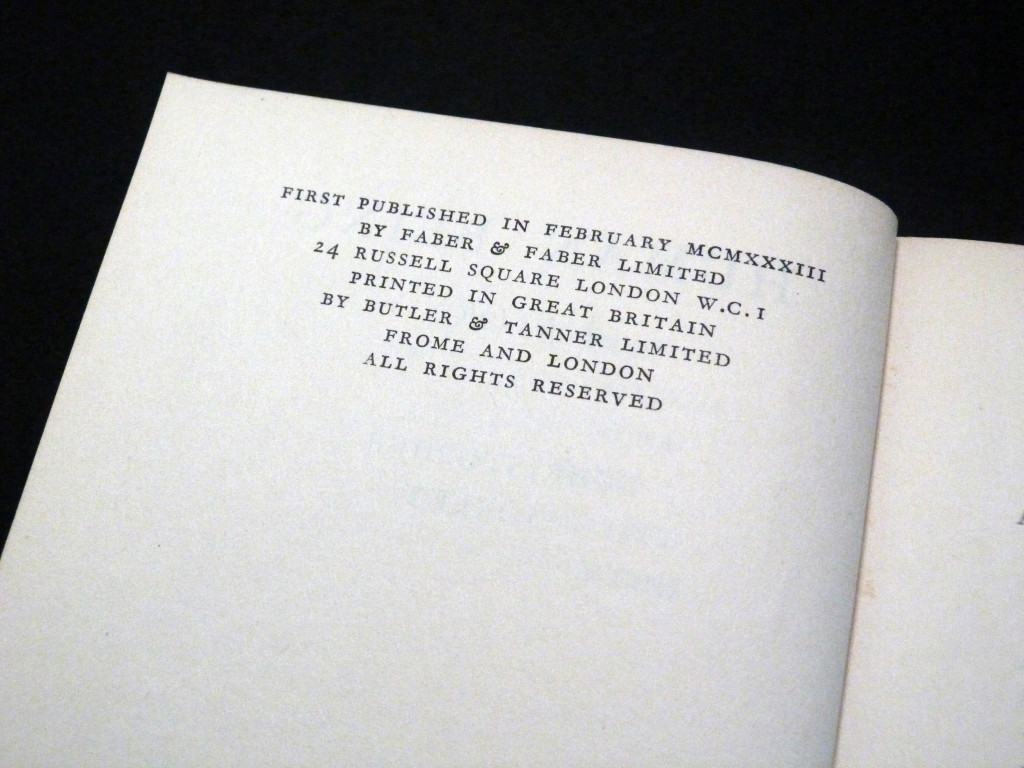 FIRST PUBLISHED IN FEBRUARY MCMXXXIII
BY FABER & FABER LIMITED
24 RUSSELL SQUARE LONDON W.C.1
PRINTED IN GREAT BRITAIN
BY BUTLER & TANNER LIMITED
FROME AND LONDON
ALL RIGHTS RESERVED